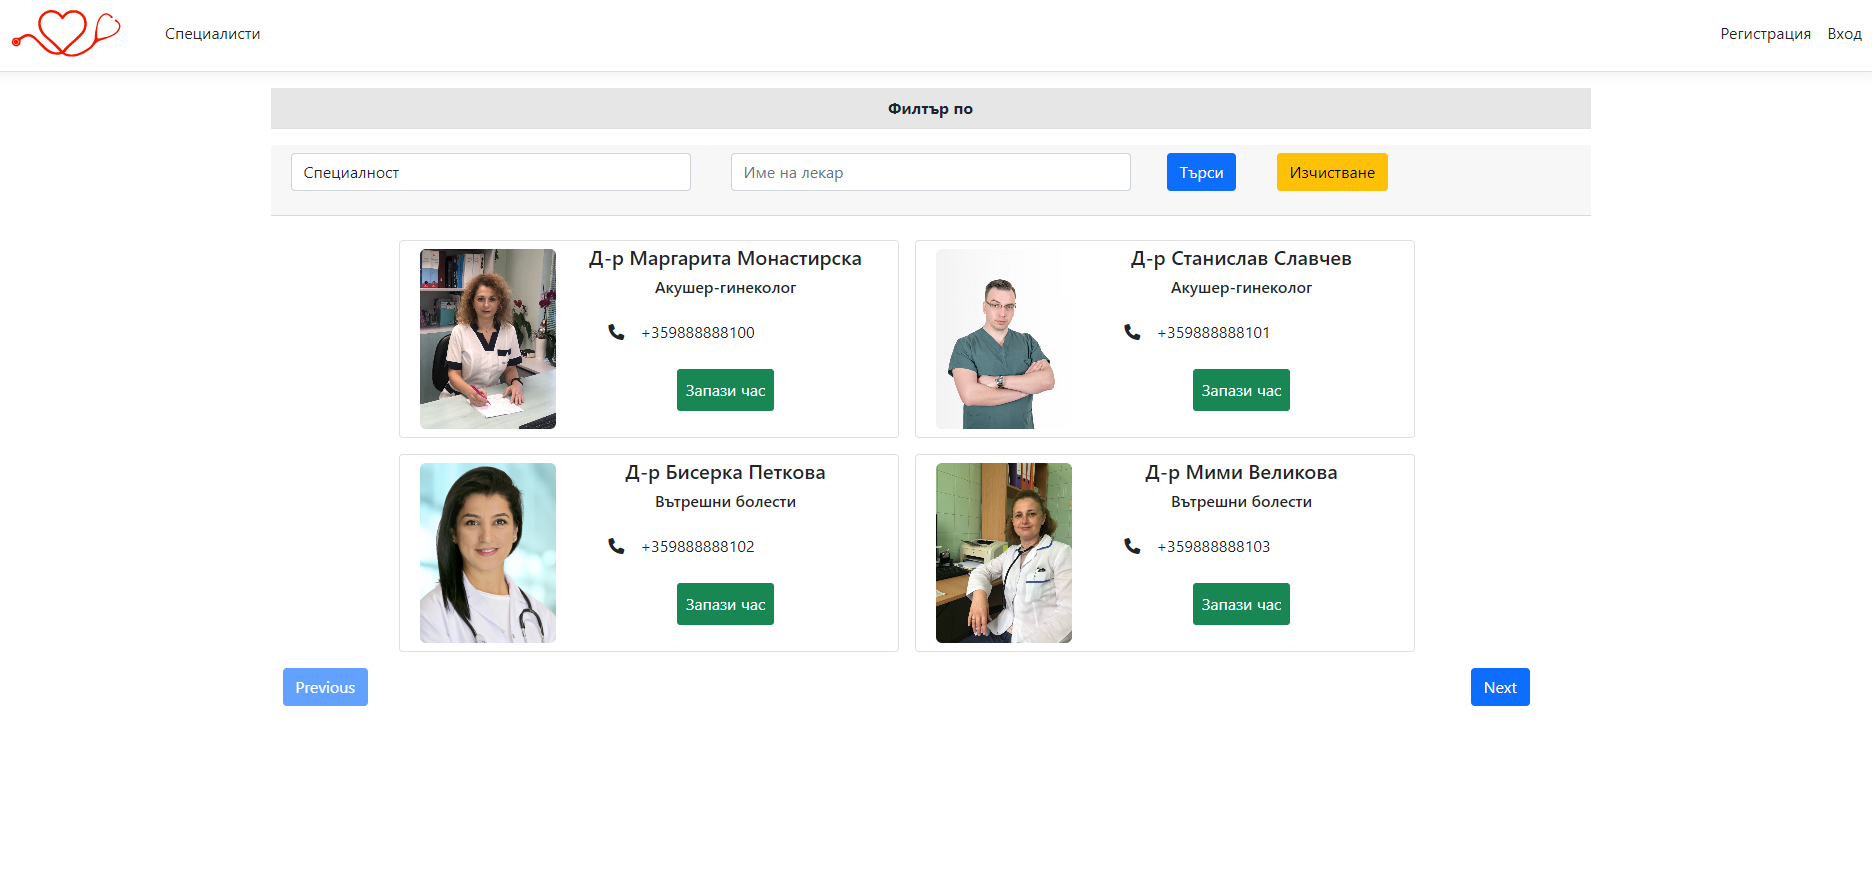 Специалисти
Регистрация
Вход
Филтър по
Специалност
Име на лекар
Търси
Изчистване
Д-р Маргарита Монастирска
Акушер-гинеколог
+359888888100
Запази час
Д-р Станислав Славчев
Акушер-гинеколог
+359888888101
Запази час
Д-р Бисерка Петкова
Вътрешни болести
+359888888102
Запази час
Д-р Мими Великова
Вътрешни болести
+359888888103
Запази час
Previous
Next